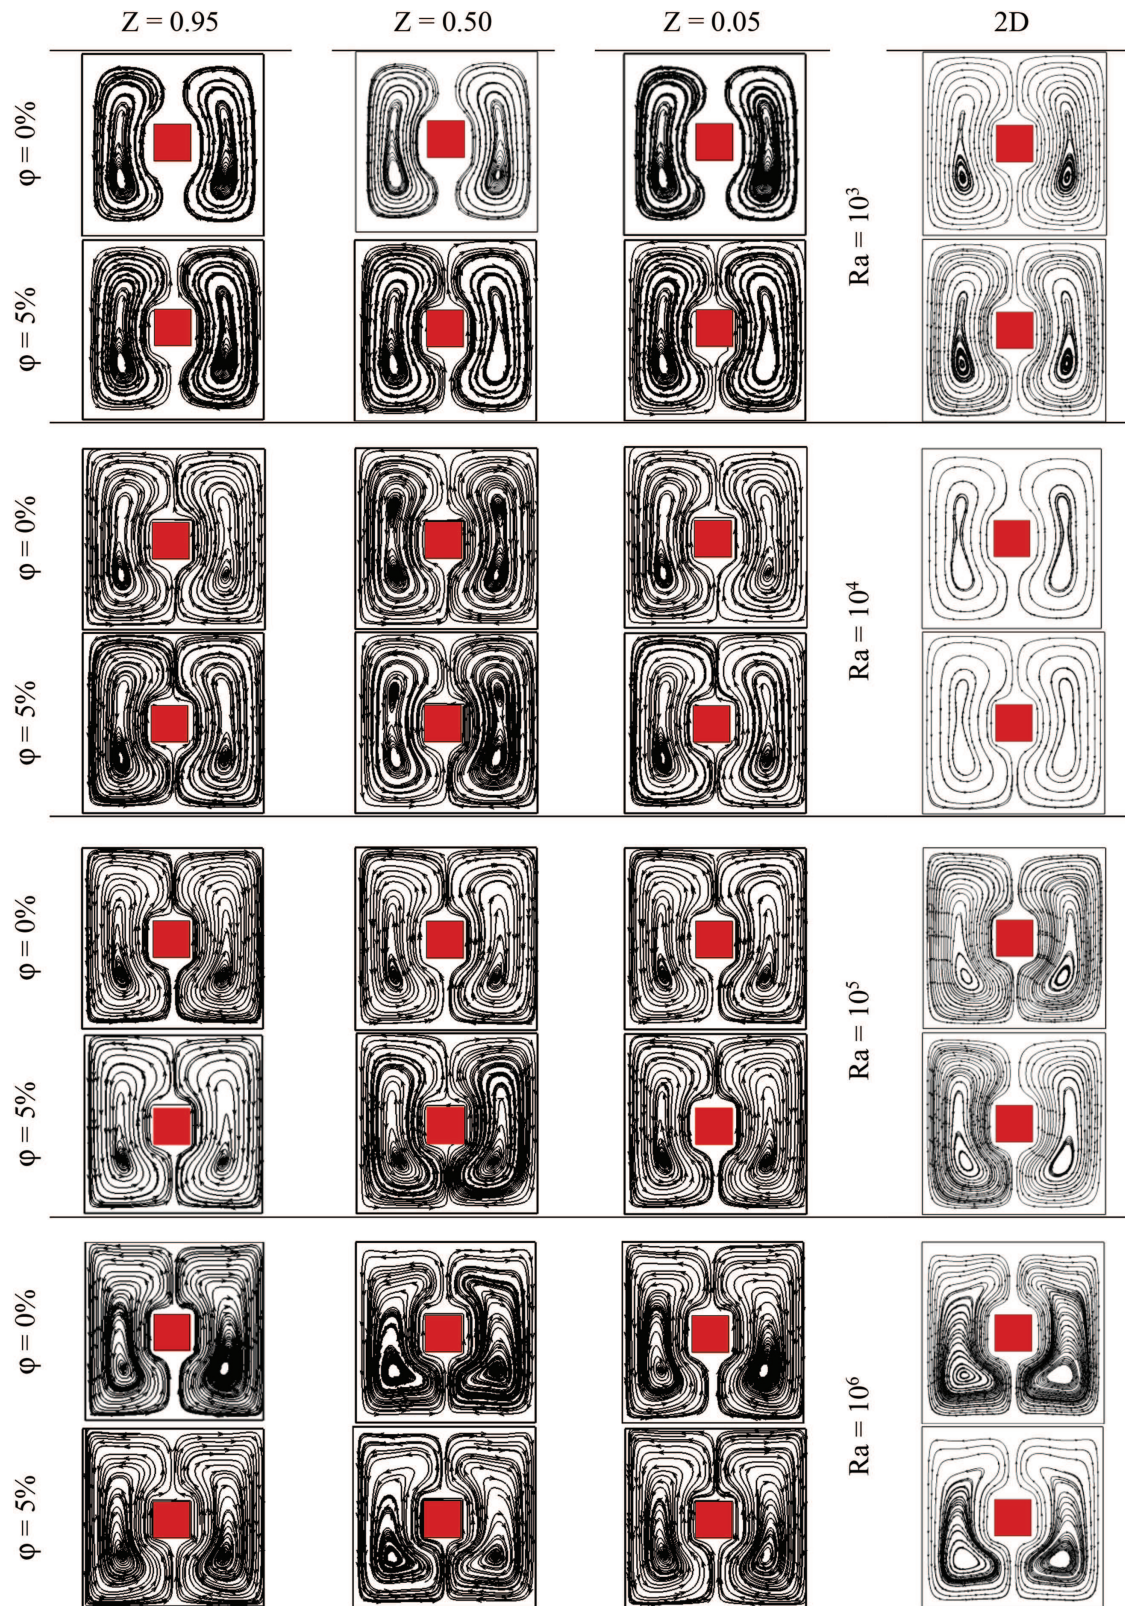 Z = 0.95 Z = 0.50 Z = 0.05 2D
φ = 0%
Ra = 10³
φ = 5%
φ = 0%
Ra = 10⁴
φ = 5%
φ = 0%
Ra = 10⁵
φ = 5%
φ = 0%
Ra = 10⁶
φ = 5%